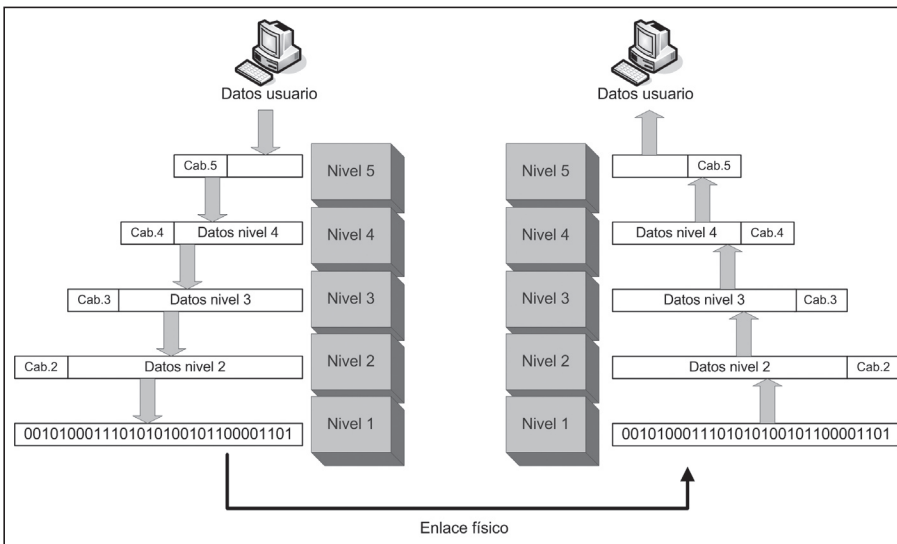 Datos usuario
Datos usuario
Cab.5
Nivel 5
Nivel 5
Cab.5
Cab.4 Datos nivel 4
Nivel 4
Nivel 4
Datos nivel 4 Cab.4
Cab.3 Datos nivel 3
Nivel 3
Nivel 3
Datos nivel 3 Cab.3
Cab.2 Datos nivel 2
Nivel 2
Nivel 2
Datos nivel 2 Cab.2
0010100011101010100101100001101
Nivel 1
Nivel 1
0010100011101010100101100001101
Enlace físico